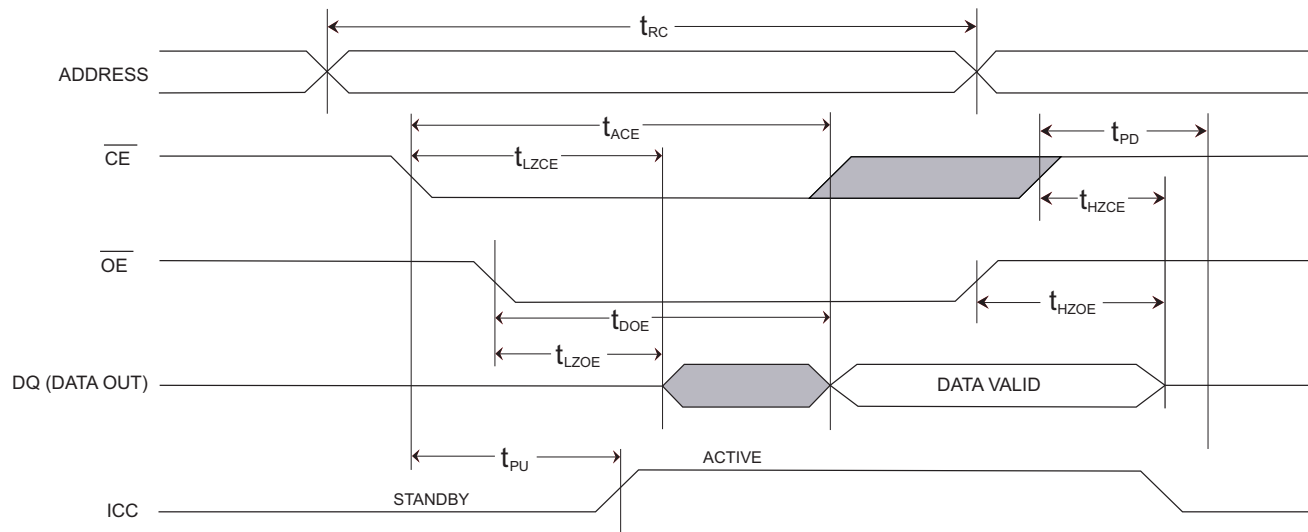 tRC
ADDRESS
tACE
tPD
CE
tLZCE
tHZCE
OE
tHZOE
tDOE
tLZOE
DQ (DATA OUT)
DATA VALID
tPU
ACTIVE
STANDBY
ICC